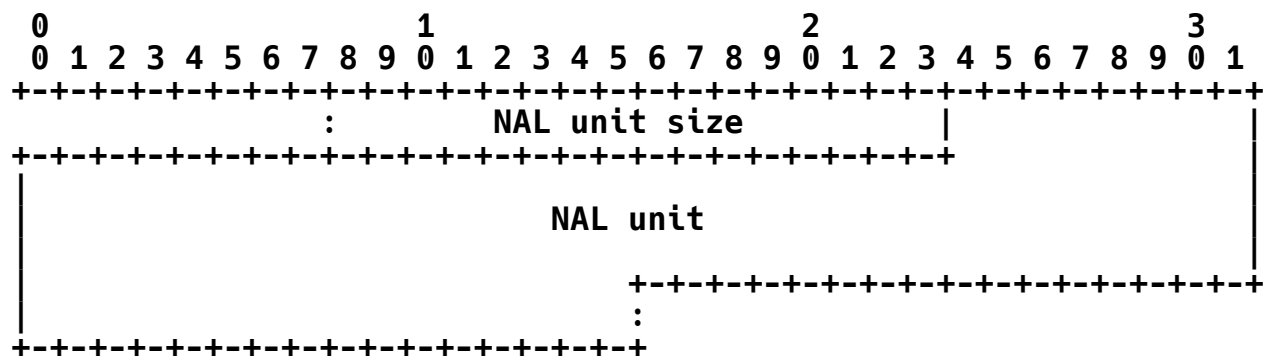 0                   1                   2                   3
0 1 2 3 4 5 6 7 8 9 0 1 2 3 4 5 6 7 8 9 0 1 2 3 4 5 6 7 8 9 0 1
+-+-+-+-+-+-+-+-+-+-+-+-+-+-+-+-+-+-+-+-+-+-+-+-+-+-+-+-+-+-+-+-+
                :        NAL unit size          |               |
+-+-+-+-+-+-+-+-+-+-+-+-+-+-+-+-+-+-+-+-+-+-+-+-+               |
|                                                               |
|                           NAL unit                            |
|                                                               |
|                               +-+-+-+-+-+-+-+-+-+-+-+-+-+-+-+-+
|                               :
+-+-+-+-+-+-+-+-+-+-+-+-+-+-+-+-+